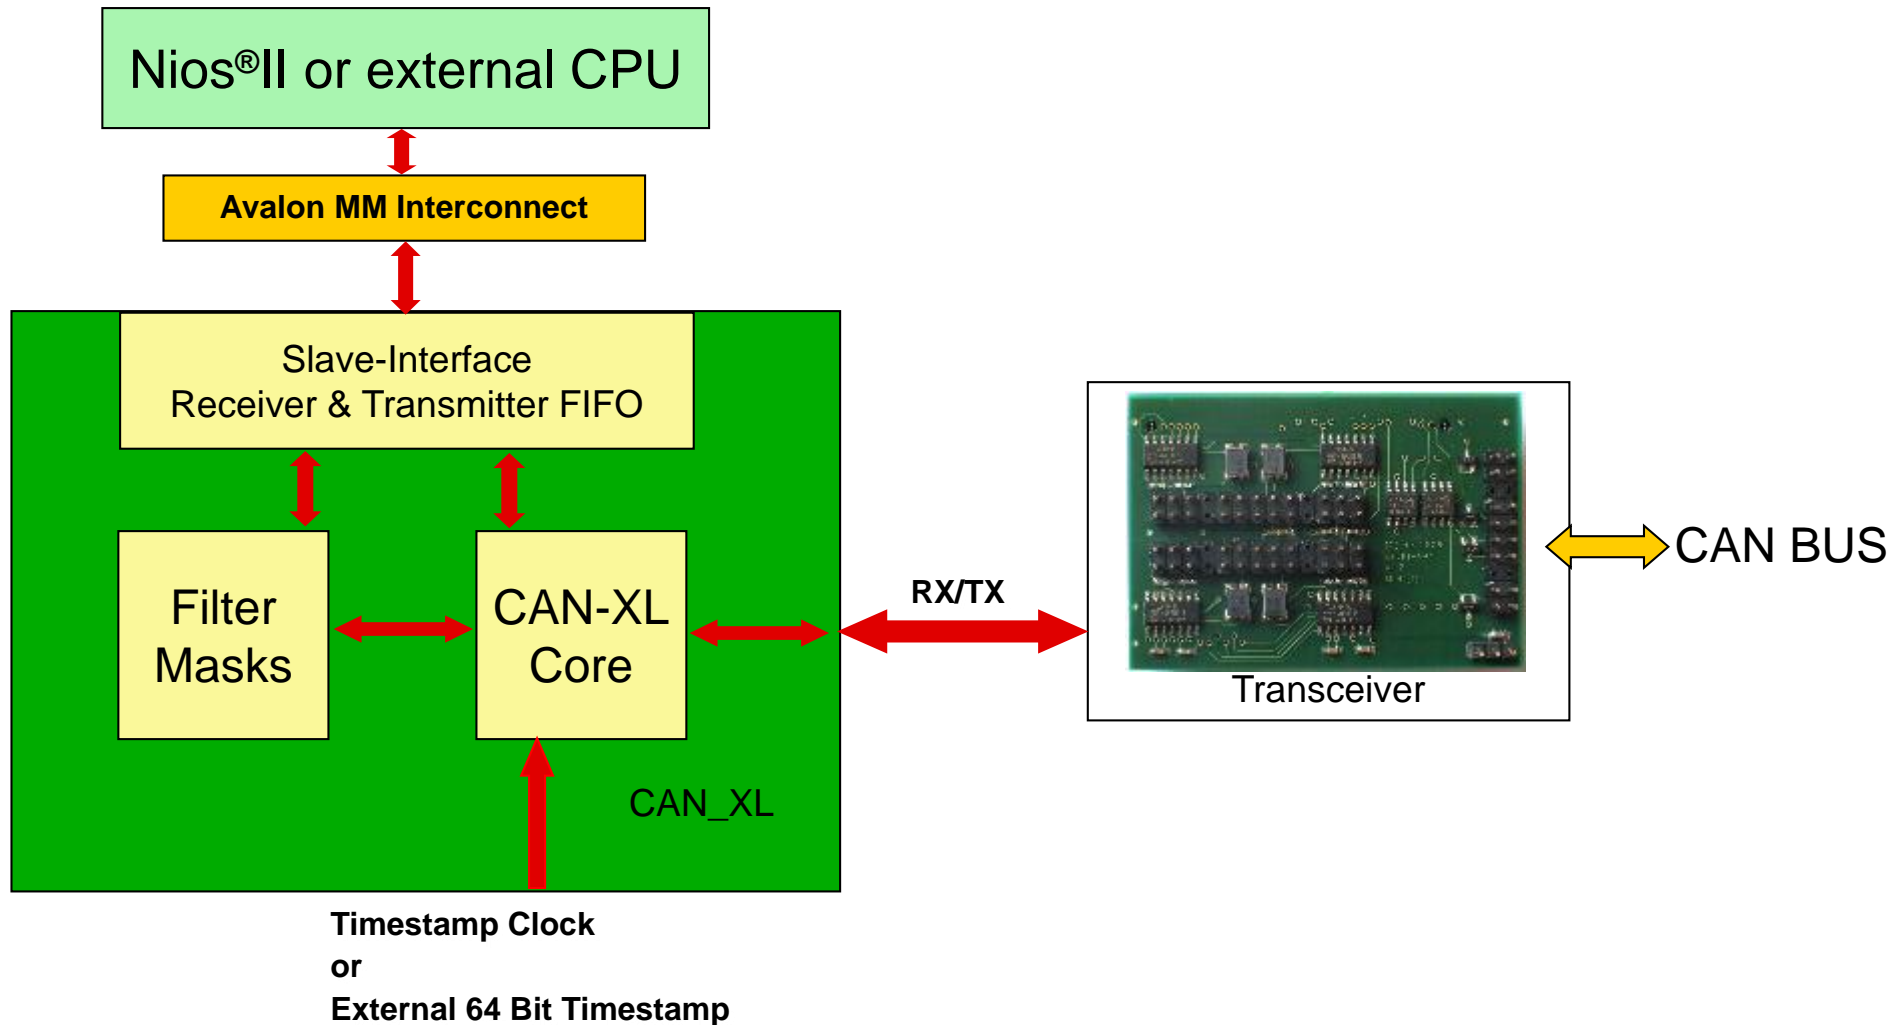 Nios®II or external CPU
Avalon MM Interconnect
Slave-Interface
Receiver & Transmitter FIFO
Filter
Masks
CAN-XL
Core
RX/TX
Transceiver
CAN BUS
CAN_XL
Timestamp Clock
or
External 64 Bit Timestamp